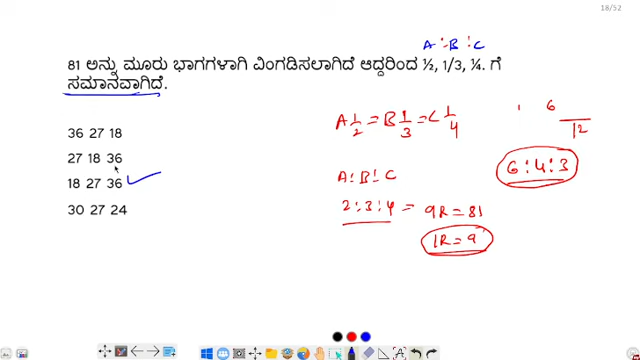 18/52
A : B : C
81 ಅನ್ನು ಮೂರು ಭಾಗಗಳಾಗಿ ವಿಂಗಡಿಸಲಾಗಿದೆ ಆದ್ದರಿಂದ ½, 1/3, ¼. ಗೆ
ಸಮಾನವಾಗಿದೆ.
36 27 18
27 18 36
18 27 36
30 27 24
A 1/2 = B 1/3 = C 1/4
A : B : C
2 : 3 : 4 = 9R = 81
1R = 9
1 6
12
6 : 4 : 3